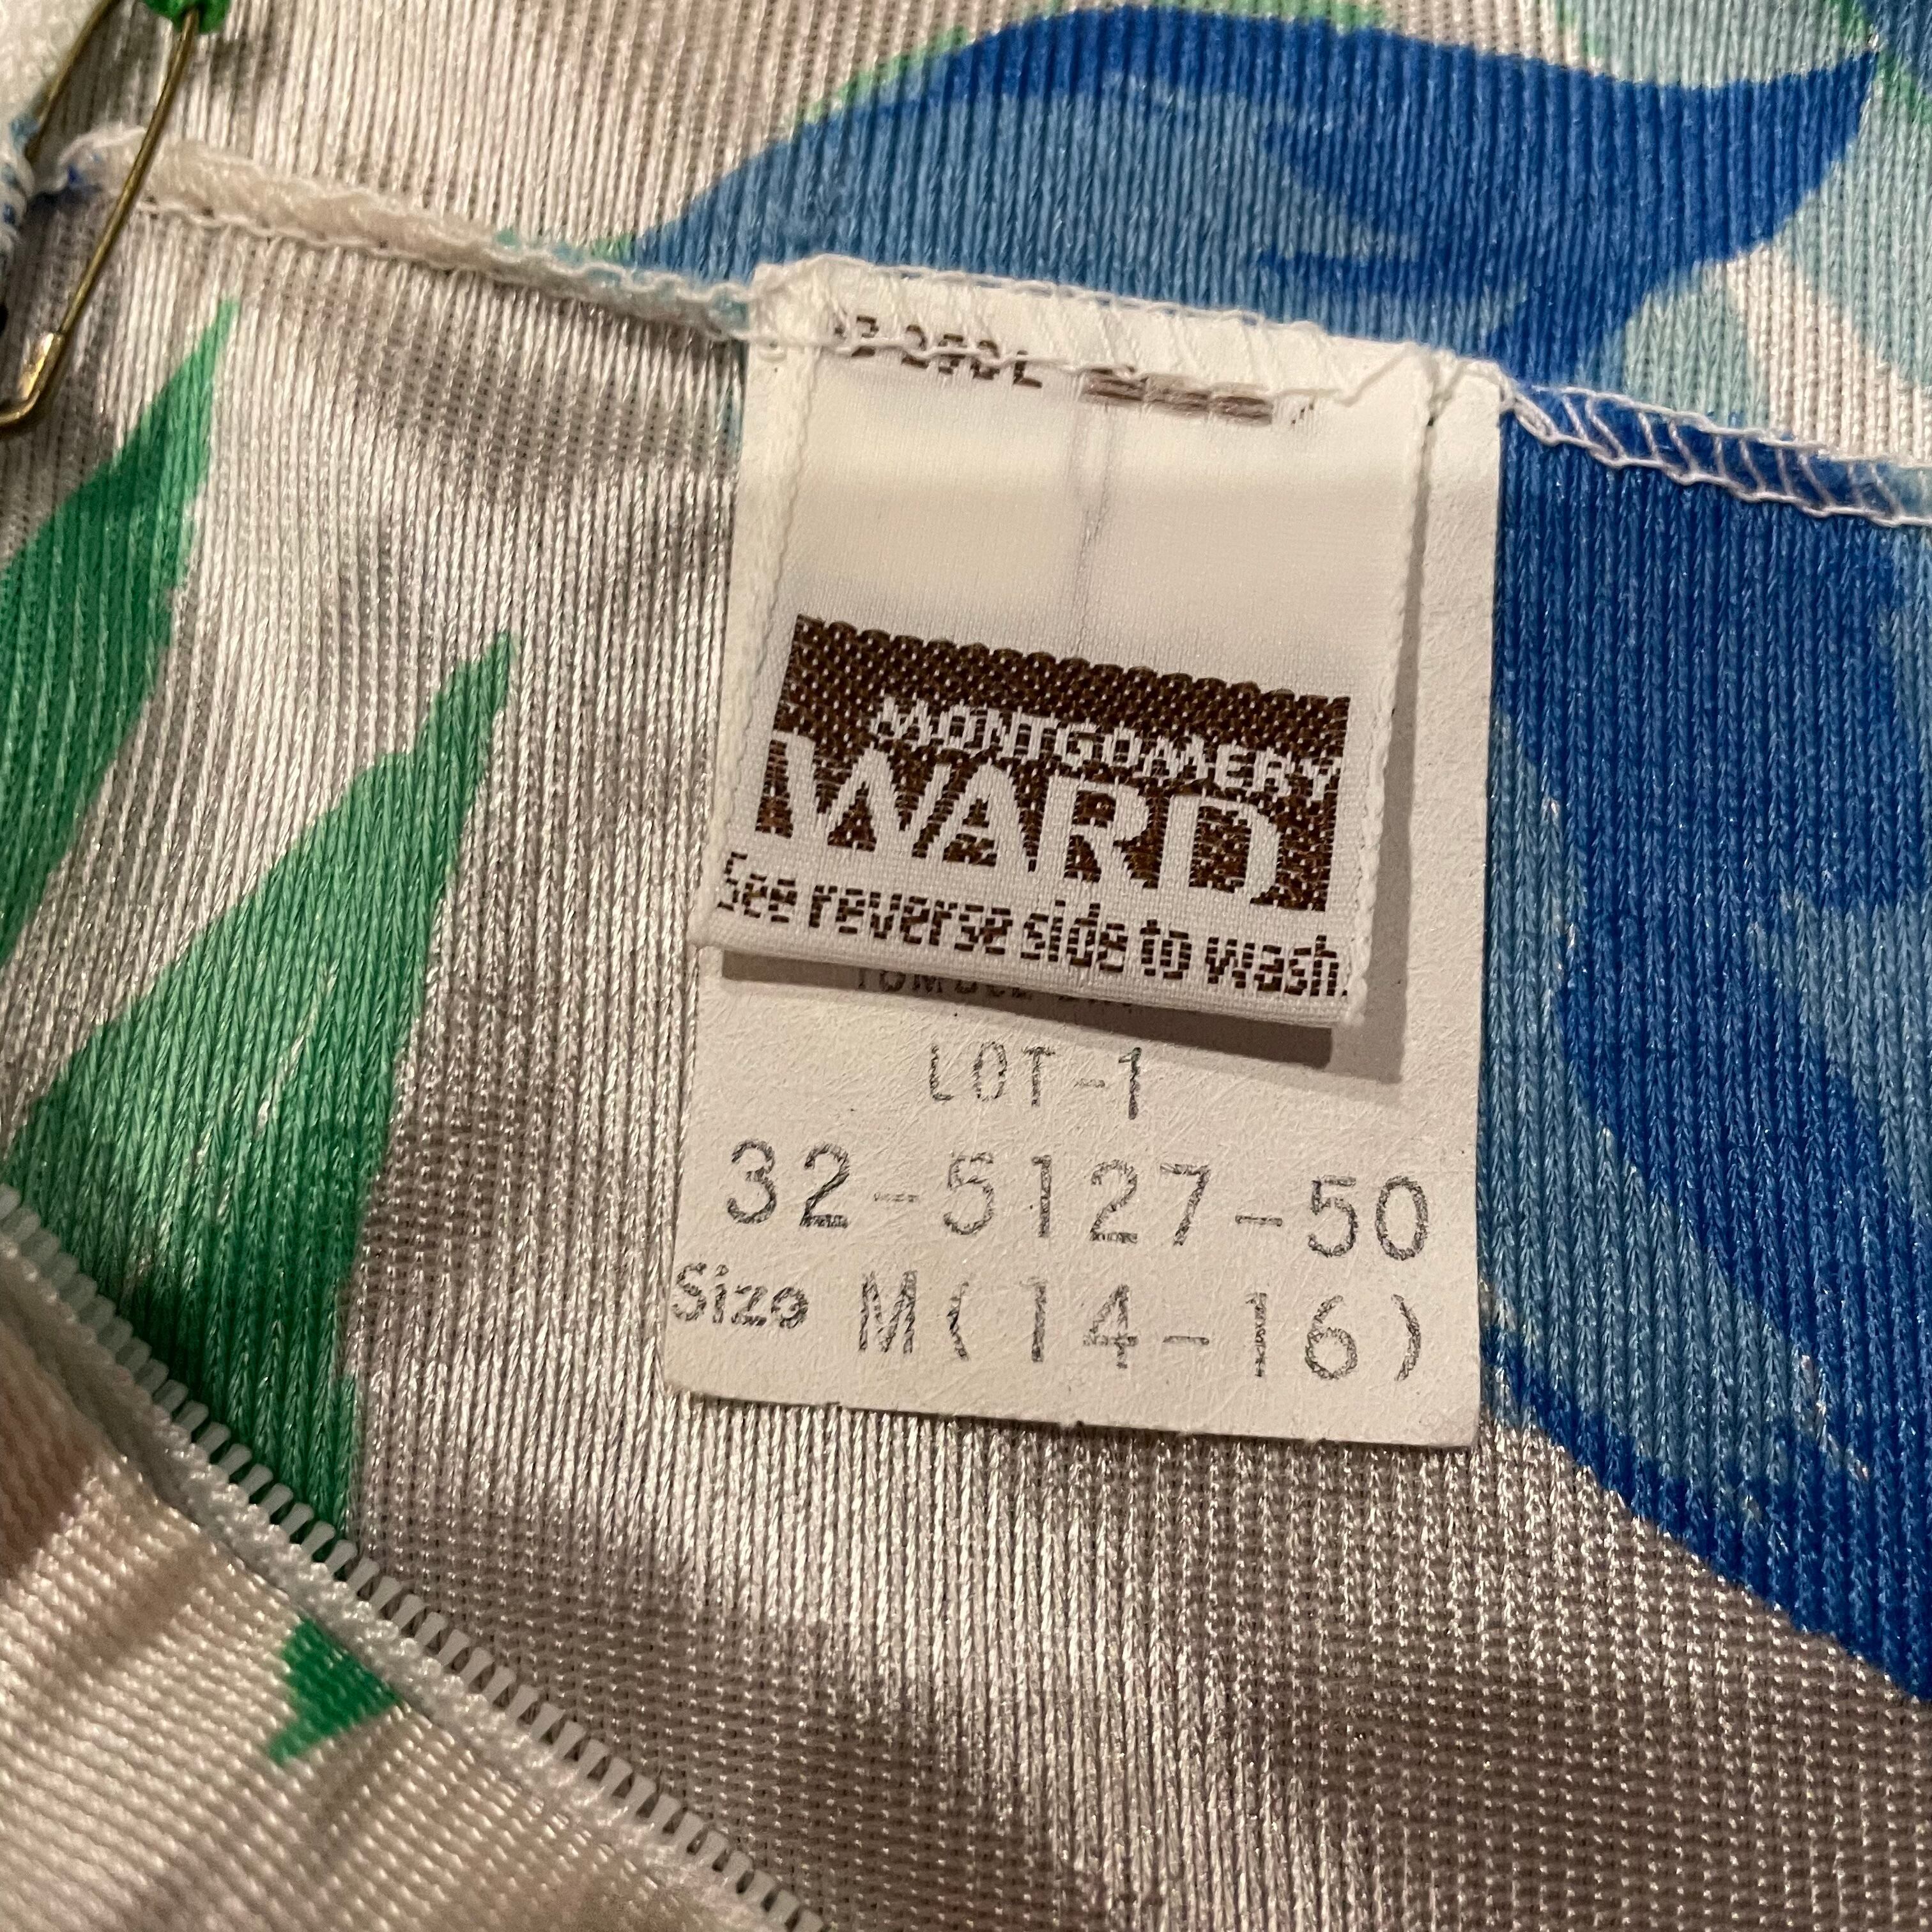 MONTGOMERY
WARD
See reverse side to wash.
LOT-1
32-5127-50
Size M(14-16)